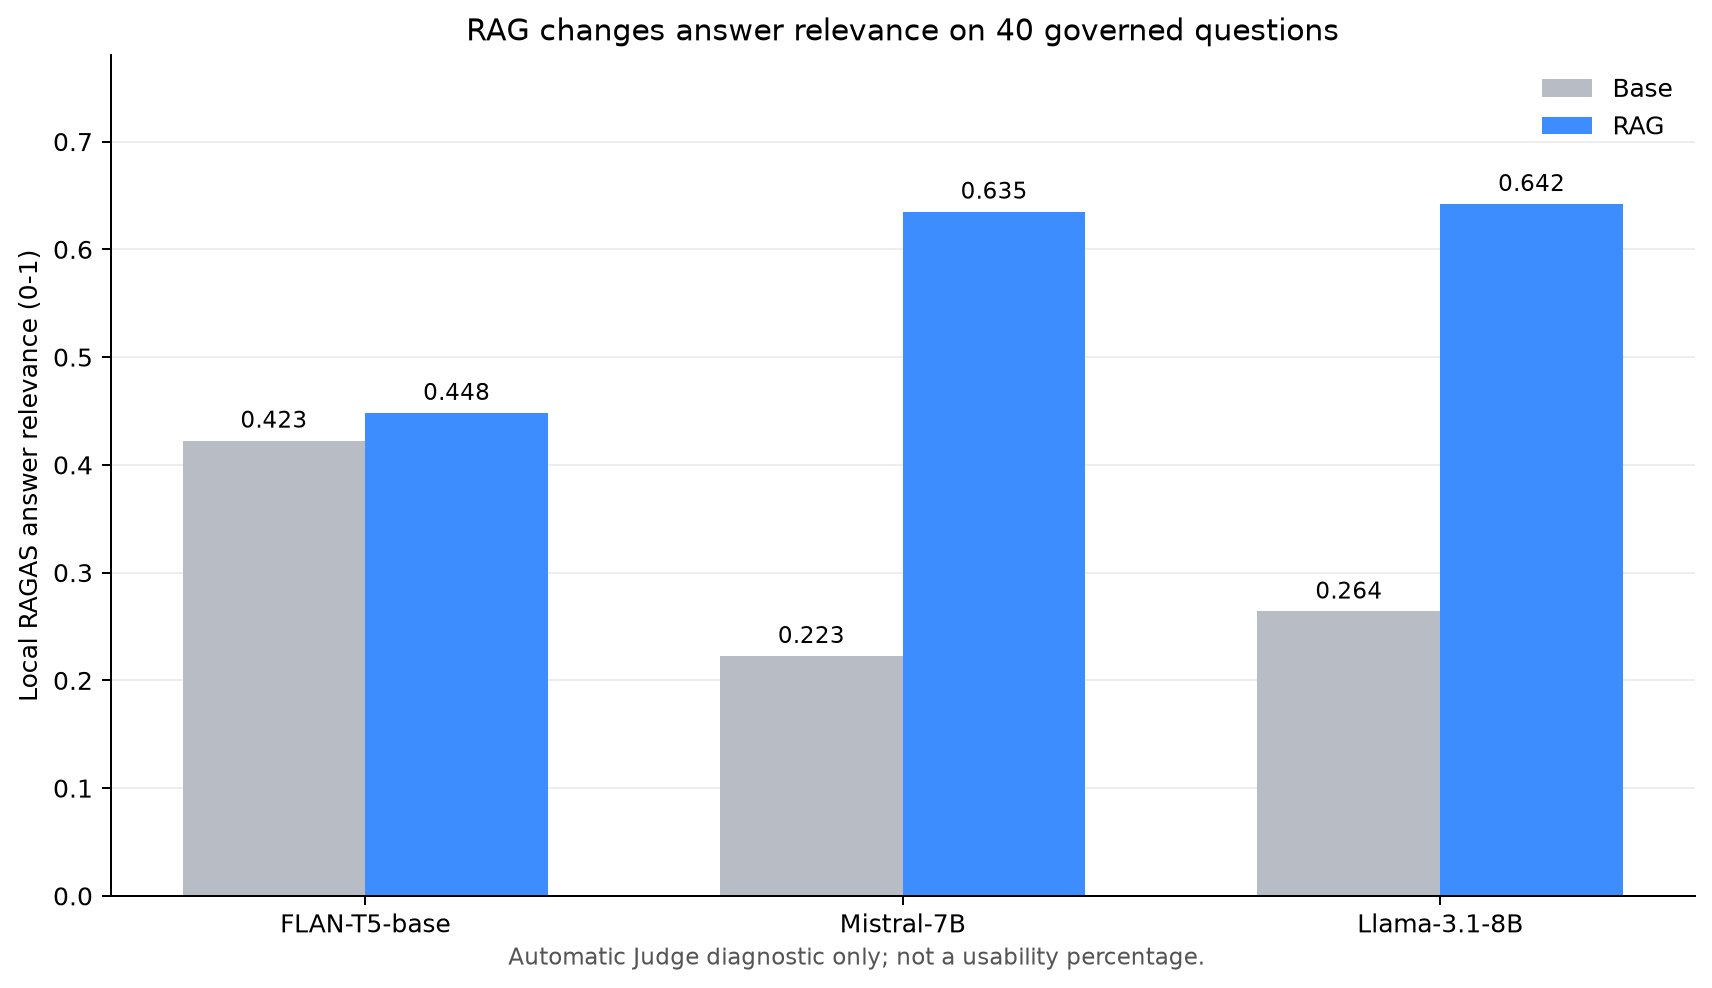 RAG changes answer relevance on 40 governed questions
Base
RAG
Local RAGAS answer relevance (0-1)
0.7
0.6
0.5
0.4
0.3
0.2
0.1
0.0
0.423
0.448
0.223
0.635
0.264
0.642
FLAN-T5-base
Mistral-7B
Llama-3.1-8B
Automatic Judge diagnostic only; not a usability percentage.